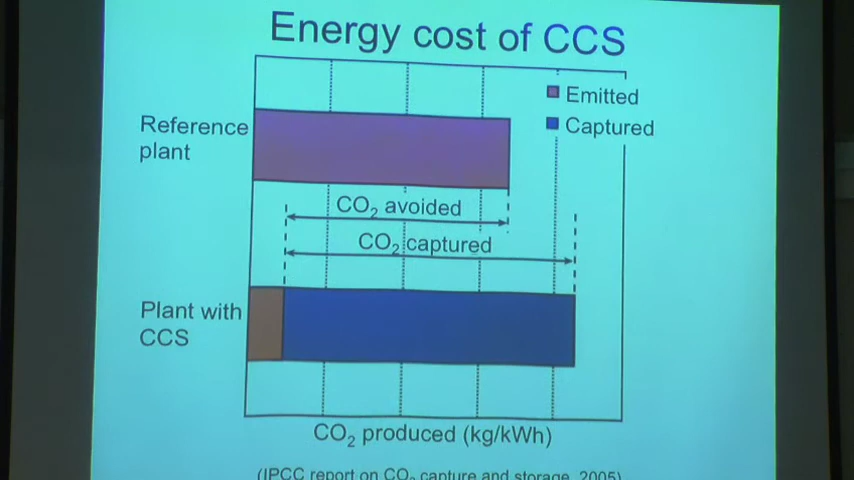 Energy cost of CCS
Emitted
Captured
Reference
plant
CO₂ avoided
CO₂ captured
Plant with
CCS
CO₂ produced (kg/kWh)
(IPCC report on CO₂ capture and storage, 2005)